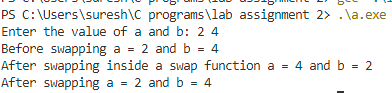 PS C:\Users\suresh\C programs\lab assignment 2> .\a.exe
Enter the value of a and b: 2 4
Before swapping a = 2 and b = 4
After swapping inside a swap function a = 4 and b = 2
After swapping a = 2 and b = 4